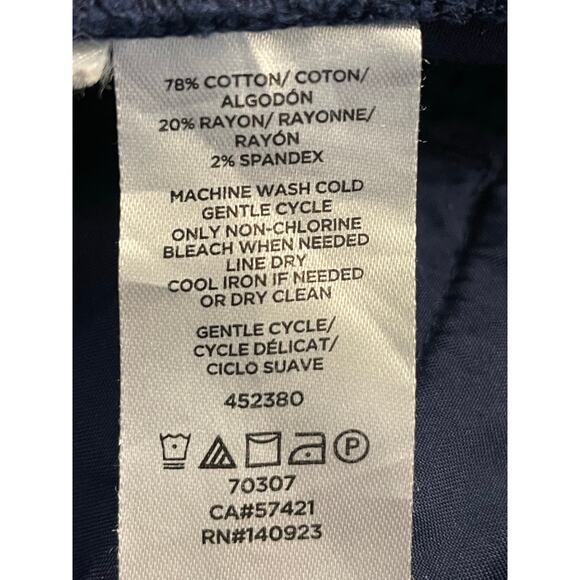 78% COTTON/ COTON/
ALGODÓN
20% RAYON/ RAYONNE/
RAYÓN
2% SPANDEX
MACHINE WASH COLD
GENTLE CYCLE
ONLY NON-CHLORINE
BLEACH WHEN NEEDED
LINE DRY
COOL IRON IF NEEDED
OR DRY CLEAN
GENTLE CYCLE/
CYCLE DÉLICAT/
CICLO SUAVE
452380
P
70307
CA#57421
RN#140923